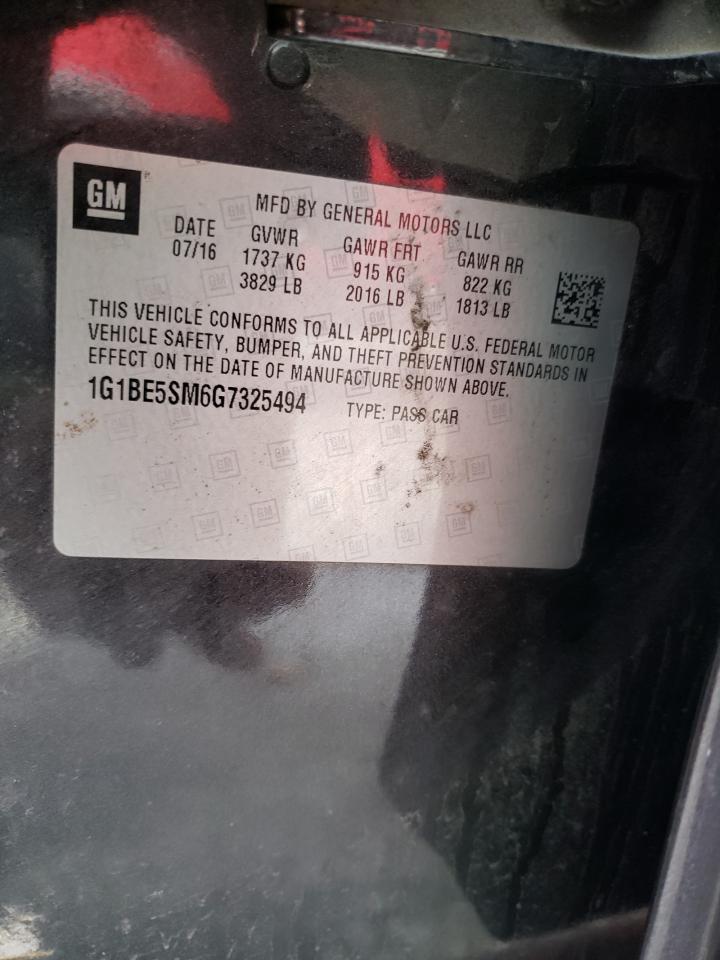 GM
MFD BY GENERAL MOTORS LLC
DATE GVWR GAWR FRT GAWR RR
07/16 1737 KG 915 KG 822 KG
3829 LB 2016 LB 1813 LB
THIS VEHICLE CONFORMS TO ALL APPLICABLE U.S. FEDERAL MOTOR
VEHICLE SAFETY, BUMPER, AND THEFT PREVENTION STANDARDS IN
EFFECT ON THE DATE OF MANUFACTURE SHOWN ABOVE.
1G1BE5SM6G7325494 TYPE: PASS CAR